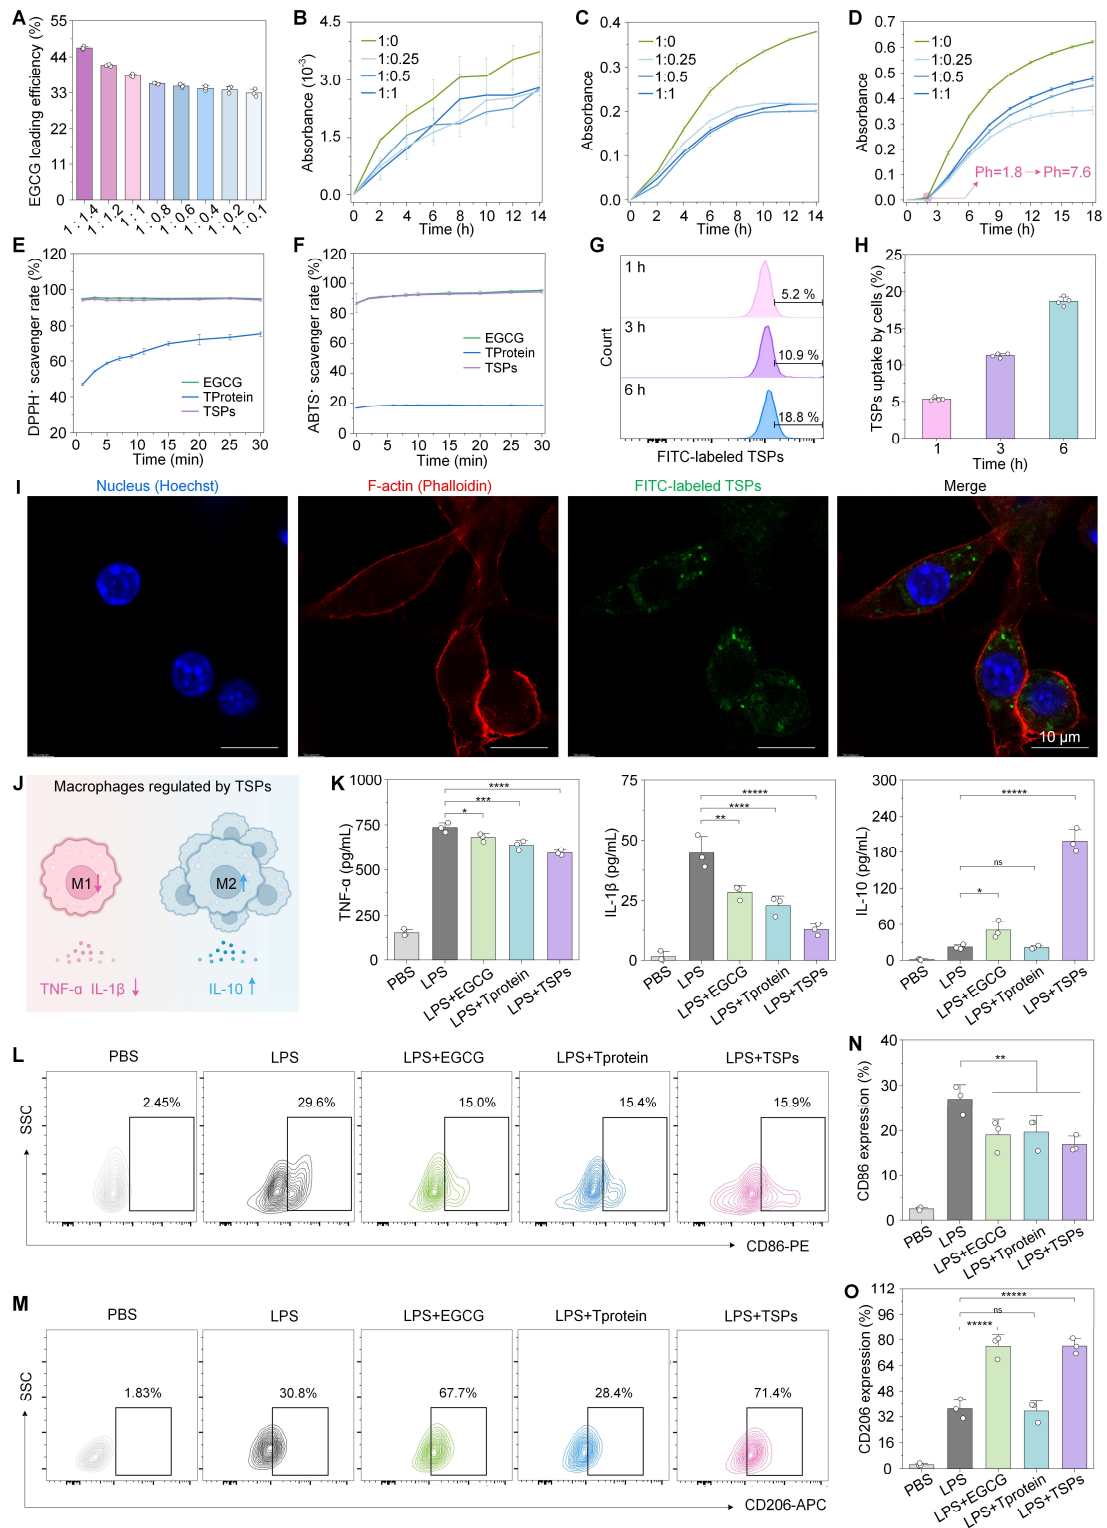 A
EGCG loading efficiency (%)
55
44
33
22
11
0
1:1.4
1:1.2
1:1
1:0.8
1:0.6
1:0.4
1:0.2
1:0.1
B
Absorbance (10⁻³)
4.5
3.0
1.5
0.0
1:0
1:0.25
1:0.5
1:1
0 2 4 6 8 10 12 14
Time (h)
C
Absorbance
0.4
0.3
0.2
0.1
0.0
1:0
1:0.25
1:0.5
1:1
0 2 4 6 8 10 12 14
Time (h)
D
Absorbance
0.7
0.6
0.5
0.4
0.3
0.2
0.1
0.0
1:0
1:0.25
1:0.5
1:1
Ph=1.8→Ph=7.6
0 3 6 9 12 15 18
Time (h)
E
DPPH· scavenger rate (%)
120
100
80
60
40
20
EGCG
TProtein
TSPs
0 5 10 15 20 25 30
Time (min)
F
ABTS· scavenger rate (%)
120
100
80
60
40
20
0
EGCG
TProtein
TSPs
0 5 10 15 20 25 30
Time (min)
G
Count
1 h
5.2 %
3 h
10.9 %
6 h
18.8 %
FITC-labeled TSPs
H
TSPs uptake by cells (%)
25
20
15
10
5
0
1 3 6
Time (h)
I
Nucleus (Hoechst)
F-actin (Phalloidin)
FITC-labeled TSPs
Merge
10 μm
J
Macrophages regulated by TSPs
M1↓
M2↑
TNF-α IL-1β ↓
IL-10 ↑
K
TNF-α (pg/mL)
1000
750
500
250
0
****
***
*
PBS
LPS
LPS+EGCG
LPS+Tprotein
LPS+TSPs
IL-1β (pg/mL)
75
50
25
0
*****
****
**
PBS
LPS
LPS+EGCG
LPS+Tprotein
LPS+TSPs
IL-10 (pg/mL)
300
240
180
120
60
0
*****
ns
*
PBS
LPS
LPS+EGCG
LPS+Tprotein
LPS+TSPs
L
PBS
LPS
LPS+EGCG
LPS+Tprotein
LPS+TSPs
SSC
2.45%
29.6%
15.0%
15.4%
15.9%
CD86-PE
N
CD86 expression (%)
40
30
20
10
0
**
PBS
LPS
LPS+EGCG
LPS+Tprotein
LPS+TSPs
M
PBS
LPS
LPS+EGCG
LPS+Tprotein
LPS+TSPs
SSC
1.83%
30.8%
67.7%
28.4%
71.4%
CD206-APC
O
CD206 expression (%)
112
96
80
64
48
32
16
0
*****
ns
*****
PBS
LPS
LPS+EGCG
LPS+Tprotein
LPS+TSPs